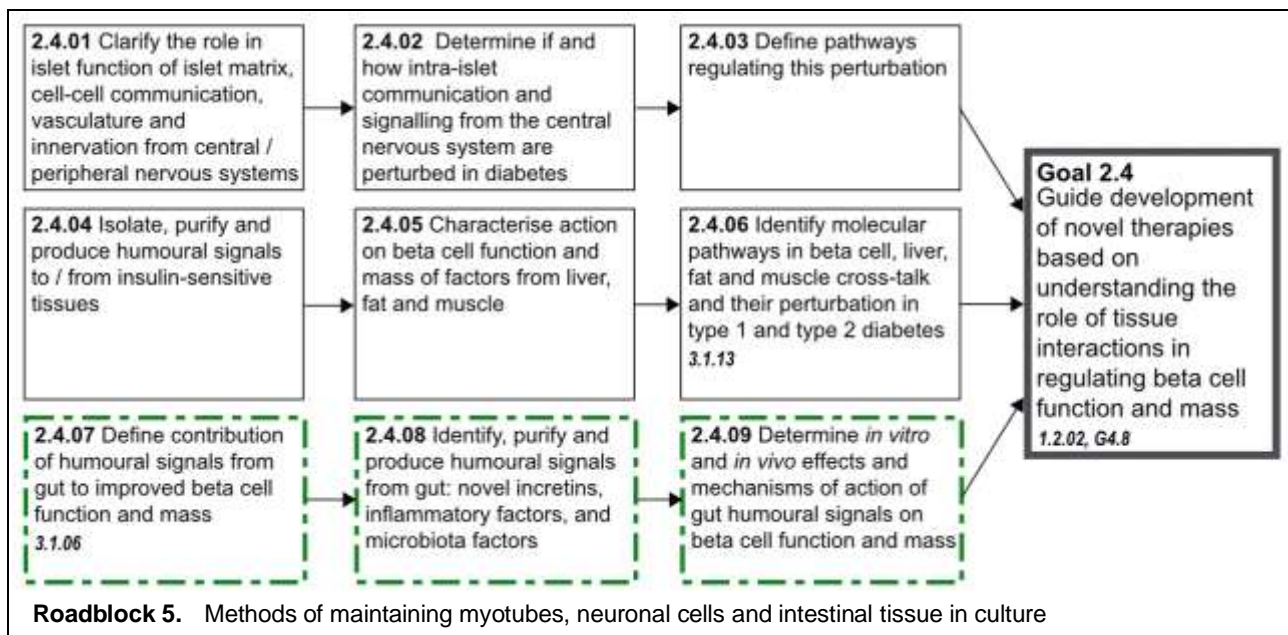 2.4.01 Clarify the role in
islet function of islet matrix,
cell-cell communication,
vasculature and
innervation from central /
peripheral nervous systems
2.4.02 Determine if and
how intra-islet
communication and
signalling from the central
nervous system are
perturbed in diabetes
2.4.03 Define pathways
regulating this perturbation
2.4.04 Isolate, purify and
produce humoural signals
to / from insulin-sensitive
tissues
2.4.05 Characterise action
on beta cell function and
mass of factors from liver,
fat and muscle
2.4.06 Identify molecular
pathways in beta cell, liver,
fat and muscle cross-talk
and their perturbation in
type 1 and type 2 diabetes
3.1.13
2.4.07 Define contribution
of humoural signals from
gut to improved beta cell
function and mass
3.1.06
2.4.08 Identify, purify and
produce humoural signals
from gut: novel incretins,
inflammatory factors, and
microbiota factors
2.4.09 Determine in vitro
and in vivo effects and
mechanisms of action of
gut humoural signals on
beta cell function and mass
Goal 2.4
Guide development
of novel therapies
based on
understanding the
role of tissue
interactions in
regulating beta cell
function and mass
1.2.02, G4.8
Roadblock 5. Methods of maintaining myotubes, neuronal cells and intestinal tissue in culture